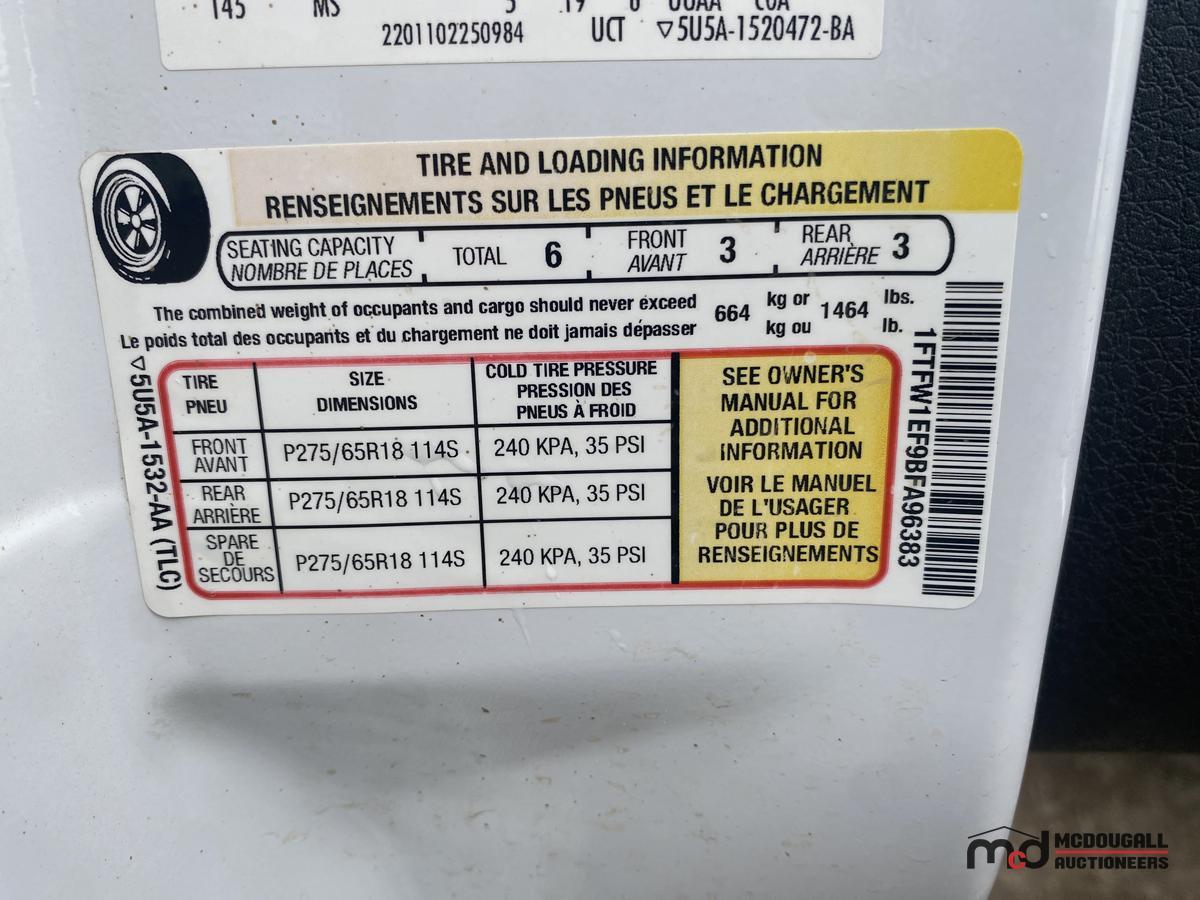 145 MS 5 19 6
2201102250984 UCT ▽5U5A-1520472-BA
TIRE AND LOADING INFORMATION
RENSEIGNEMENTS SUR LES PNEUS ET LE CHARGEMENT
SEATING CAPACITY TOTAL 6 FRONT 3 REAR 3
NOMBRE DE PLACES AVANT ARRIÈRE
The combined weight of occupants and cargo should never exceed 664 kg or 1464 lbs.
Le poids total des occupants et du chargement ne doit jamais dépasser kg ou lb.
TIRE SIZE COLD TIRE PRESSURE
PNEU DIMENSIONS PRESSION DES
PNEUS À FROID
FRONT P275/65R18 114S 240 KPA, 35 PSI
AVANT
REAR P275/65R18 114S 240 KPA, 35 PSI
ARRIÈRE
SPARE P275/65R18 114S 240 KPA, 35 PSI
DE
SECOURS
SEE OWNER'S
MANUAL FOR
ADDITIONAL
INFORMATION
VOIR LE MANUEL
DE L'USAGER
POUR PLUS DE
RENSEIGNEMENTS
▽5U5A-1532-AA (TLC)
1FTFW1EF9BFA96383
mcd MCDOUGALL
AUCTIONEERS